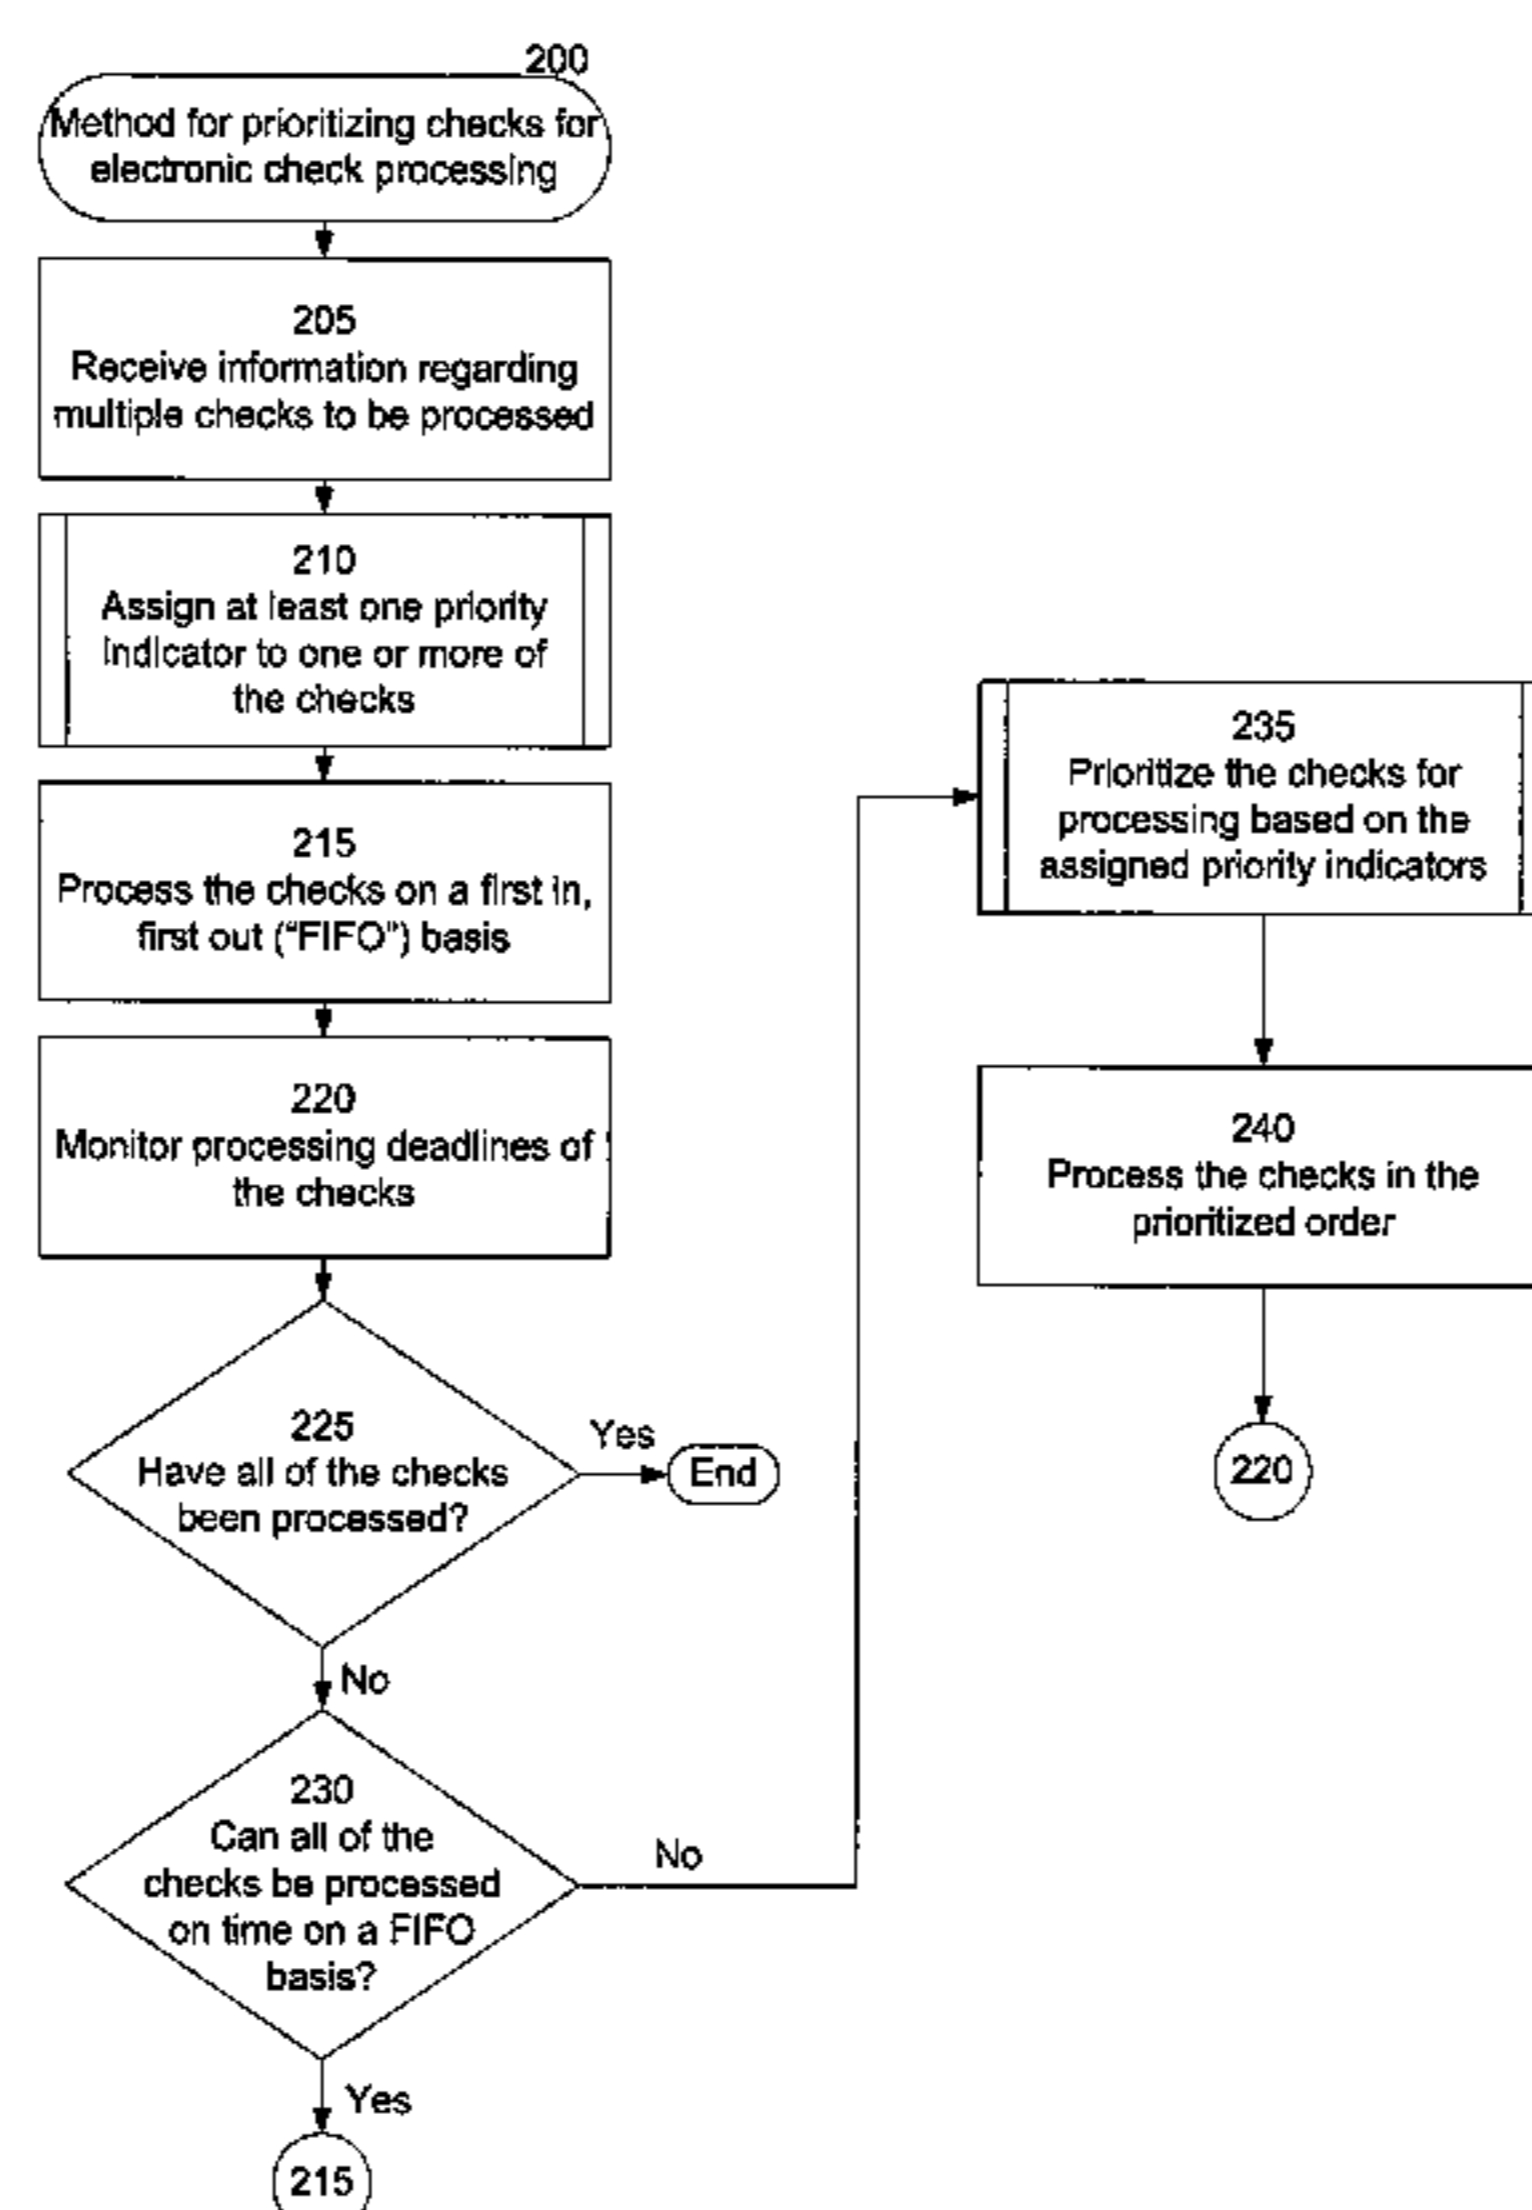 200
Method for prioritizing checks for
electronic check processing
205
Receive information regarding
multiple checks to be processed
210
Assign at least one priority
indicator to one or more of
the checks
215
Process the checks on a first in,
first out (“FIFO”) basis
220
Monitor processing deadlines of
the checks
225
Have all of the checks
been processed?
Yes
End
No
230
Can all of the
checks be processed
on time on a FIFO
basis?
No
Yes
215
235
Prioritize the checks for
processing based on the
assigned priority indicators
240
Process the checks in the
prioritized order
220